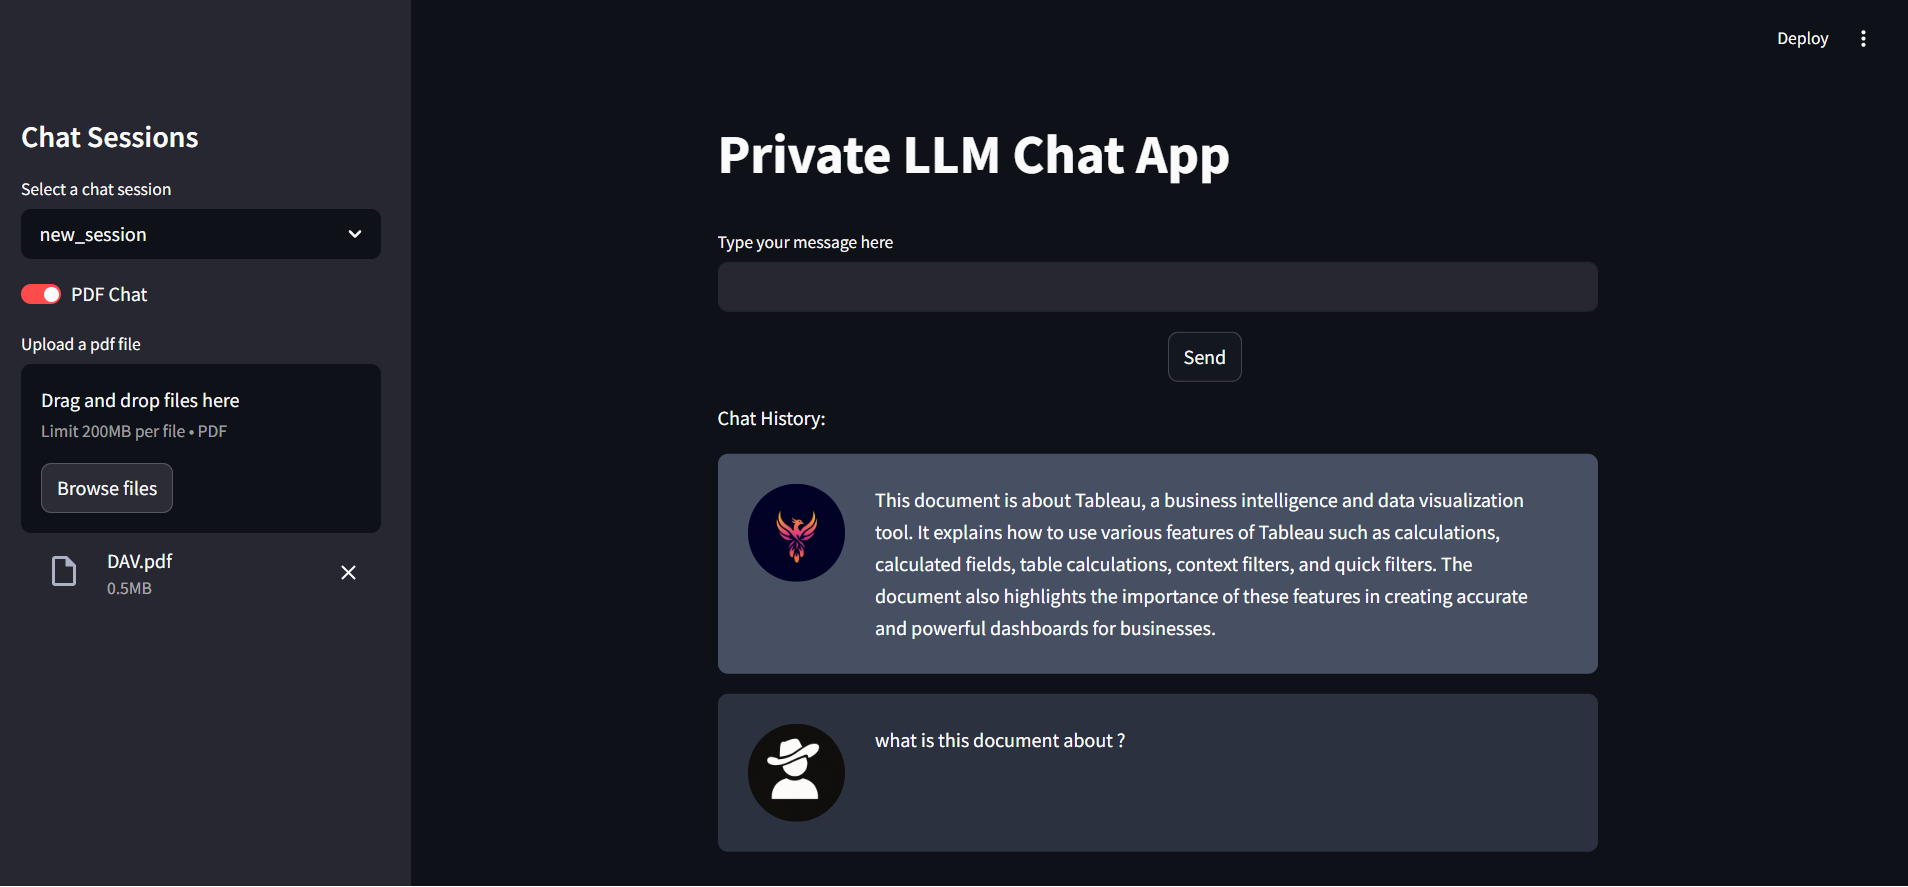 Deploy
Chat Sessions
Select a chat session
new_session
PDF Chat
Upload a pdf file
Drag and drop files here
Limit 200MB per file • PDF
Browse files
DAV.pdf
0.5MB
Private LLM Chat App
Type your message here
Send
Chat History:
This document is about Tableau, a business intelligence and data visualization
tool. It explains how to use various features of Tableau such as calculations,
calculated fields, table calculations, context filters, and quick filters. The
document also highlights the importance of these features in creating accurate
and powerful dashboards for businesses.
what is this document about ?